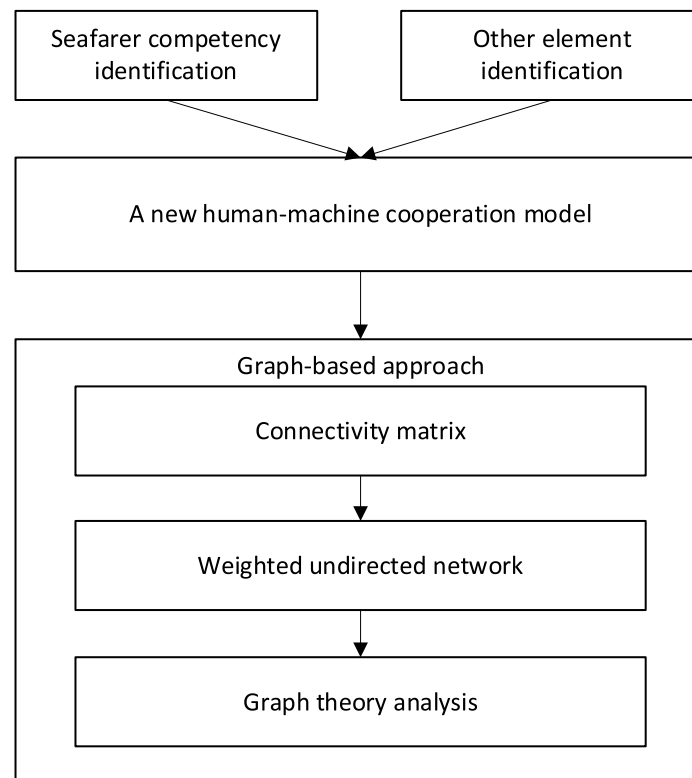 Seafarer competency
identification
Other element
identification
A new human-machine cooperation model
Graph-based approach
Connectivity matrix
Weighted undirected network
Graph theory analysis